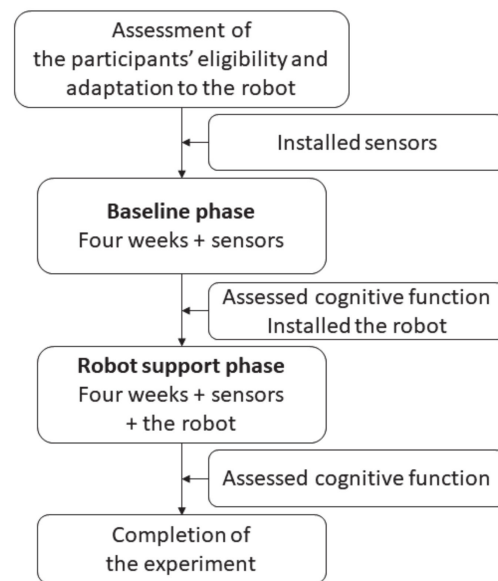 Assessment of
the participants' eligibility and
adaptation to the robot
Installed sensors
Baseline phase
Four weeks + sensors
Assessed cognitive function
Installed the robot
Robot support phase
Four weeks + sensors
+ the robot
Assessed cognitive function
Completion of
the experiment